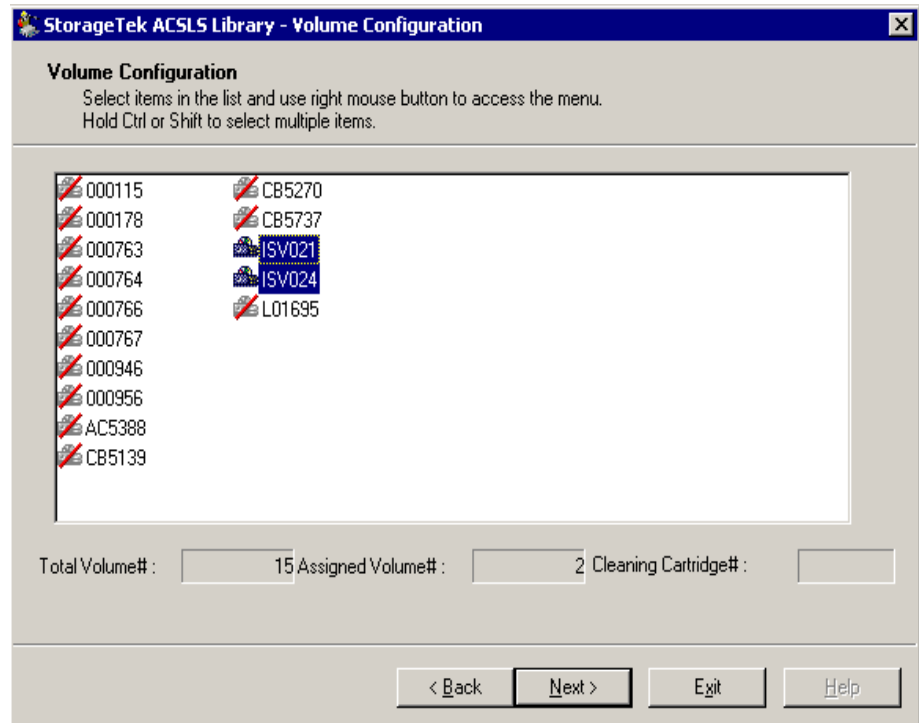 StorageTek ACSLS Library - Volume Configuration
Volume Configuration
Select items in the list and use right mouse button to access the menu.
Hold Ctrl or Shift to select multiple items.
000115
000178
000763
000764
000766
000767
000946
000956
AC5388
CB5139
CB5270
CB5737
ISV021
ISV024
L01695
Total Volume# : 15 Assigned Volume# : 2 Cleaning Cartridge# :
< Back Next > Exit Help